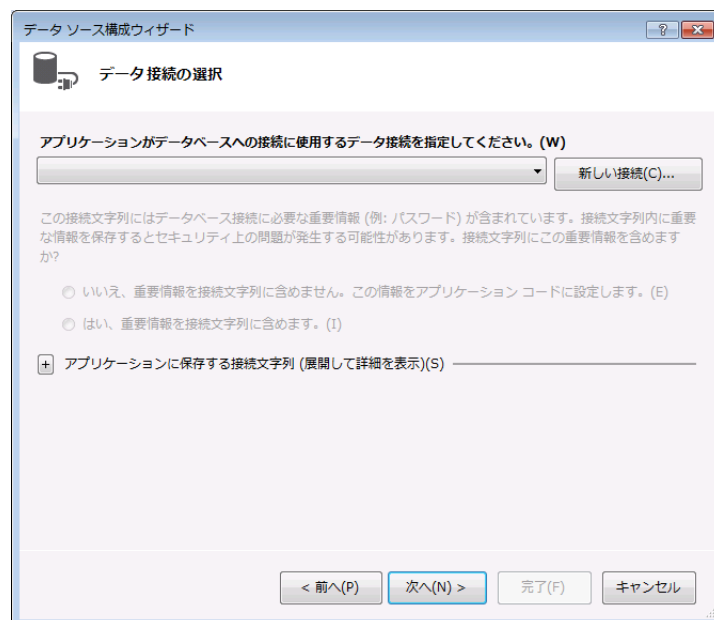 データ ソース構成ウィザード
データ接続の選択
アプリケーションがデータベースへの接続に使用するデータ接続を指定してください。(W)
新しい接続(C)...
この接続文字列にはデータベース接続に必要な重要情報 (例: パスワード) が含まれています。接続文字列内に重要
な情報を保存するとセキュリティ上の問題が発生する可能性があります。接続文字列にこの重要情報を含めます
か?
いいえ、重要情報を接続文字列に含めません。この情報をアプリケーション コードに設定します。(E)
はい、重要情報を接続文字列に含めます。(I)
アプリケーションに保存する接続文字列 (展開して詳細を表示)(S)
< 前へ(P) 次へ(N) > 完了(F) キャンセル